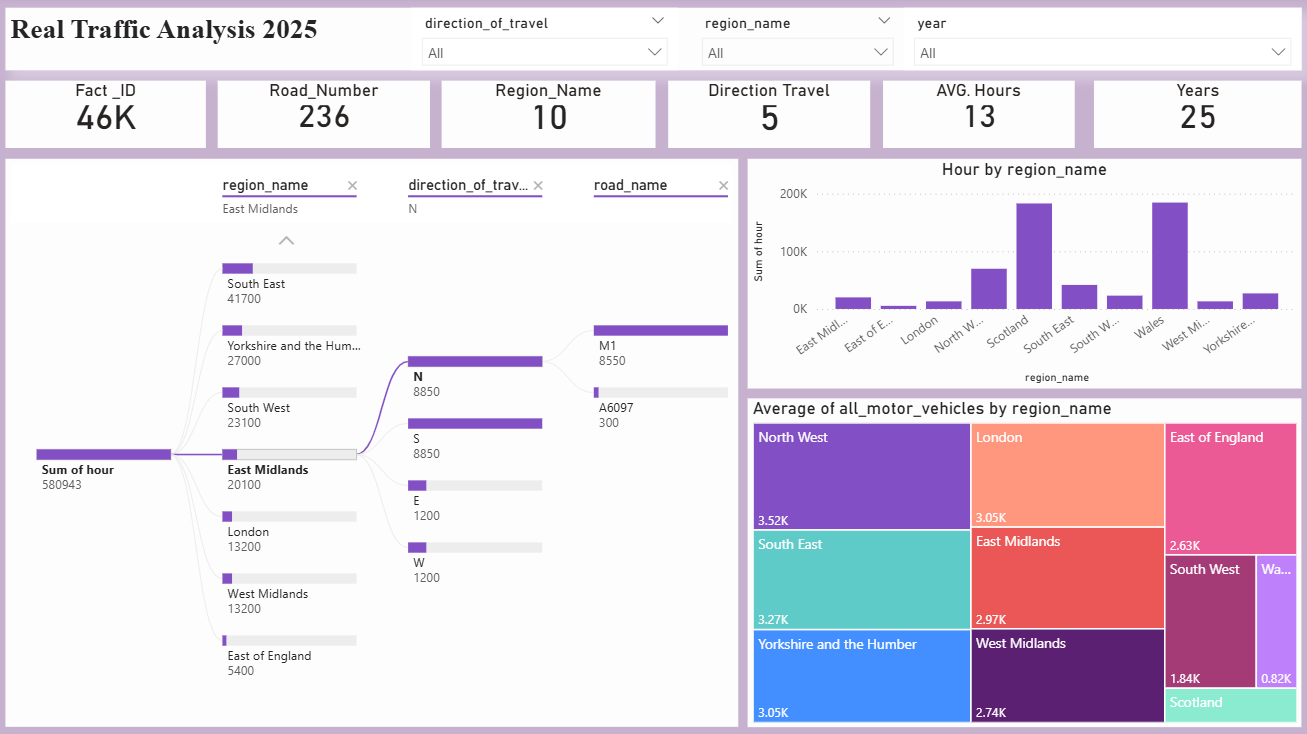 Real Traffic Analysis 2025
direction_of_travel
All
region_name
All
year
All
Fact _ID
46K
Road_Number
236
Region_Name
10
Direction Travel
5
AVG. Hours
13
Years
25
region_name
East Midlands
direction_of_trav...
N
road_name
Sum of hour
580943
South East
41700
Yorkshire and the Hum...
27000
South West
23100
East Midlands
20100
London
13200
West Midlands
13200
East of England
5400
N
8850
S
8850
E
1200
W
1200
M1
8550
A6097
300
Hour by region_name
Sum of hour
200K
100K
0K
East Midl...
East of E...
London
North W...
Scotland
South East
South W...
Wales
West Mi...
Yorkshire...
region_name
Average of all_motor_vehicles by region_name
North West
3.52K
South East
3.27K
Yorkshire and the Humber
3.05K
London
3.05K
East Midlands
2.97K
West Midlands
2.74K
East of England
2.63K
South West
1.84K
Wa...
0.82K
Scotland